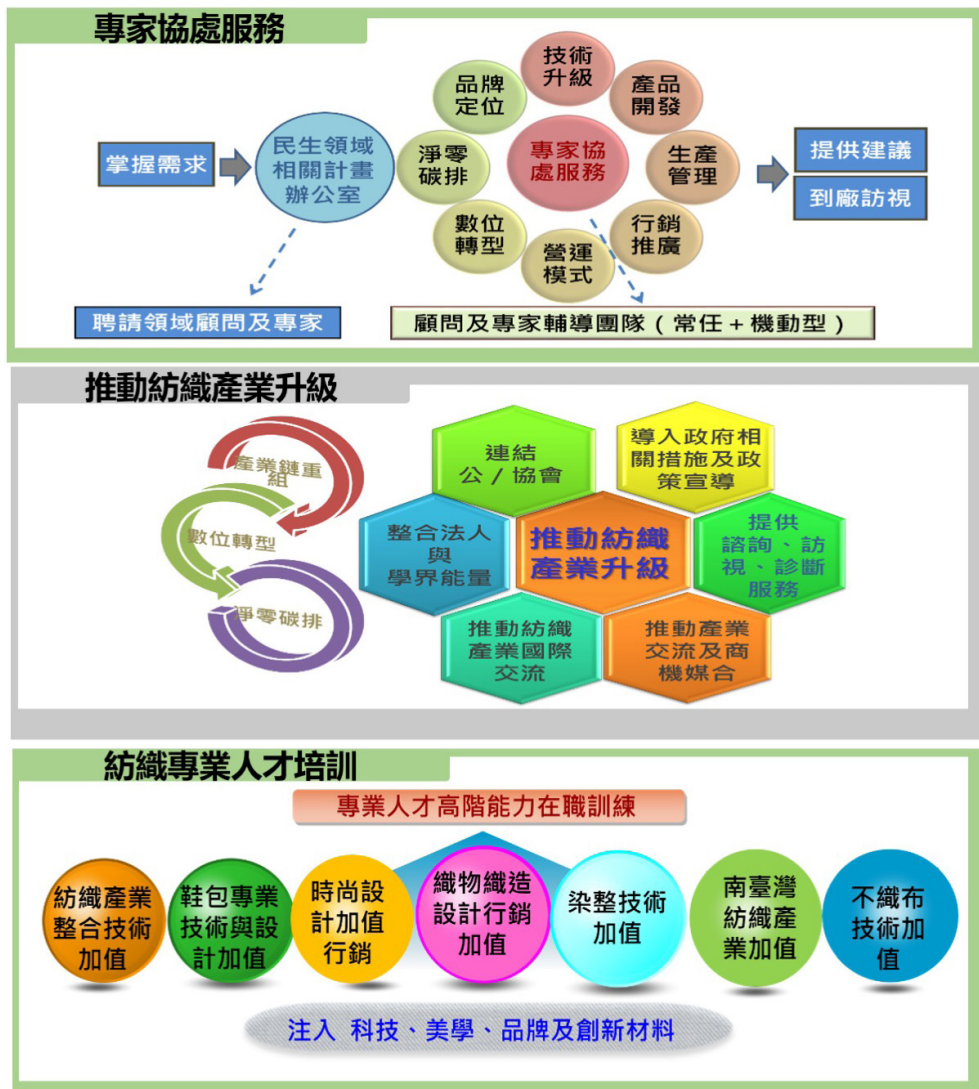 專家協處服務
技術
升級
品牌
定位
產品
開發
掌握需求
民生領域
相關計畫
辦公室
淨零
碳排
專家協
處服務
生產
管理
提供建議
到廠訪視
數位
轉型
營運
模式
行銷
推廣
聘請領域顧問及專家
顧問及專家輔導團隊（常任＋機動型）
推動紡織產業升級
產業鏈重
組
數位轉型
淨零碳排
連結
公／協會
導入政府相
關措施及政
策宣導
整合法人
與
學界能量
推動紡織
產業升級
提供
諮詢、訪
視、診斷
服務
推動紡織
產業國際
交流
推動產業
交流及商
機媒合
紡織專業人才培訓
專業人才高階能力在職訓練
紡織產業
整合技術
加值
鞋包專業
技術與設
計加值
時尚設
計加值
行銷
織物織造
設計行銷
加值
染整技術
加值
南臺灣
紡織產
業加值
不織布
技術加
值
注入 科技、美學、品牌及創新材料